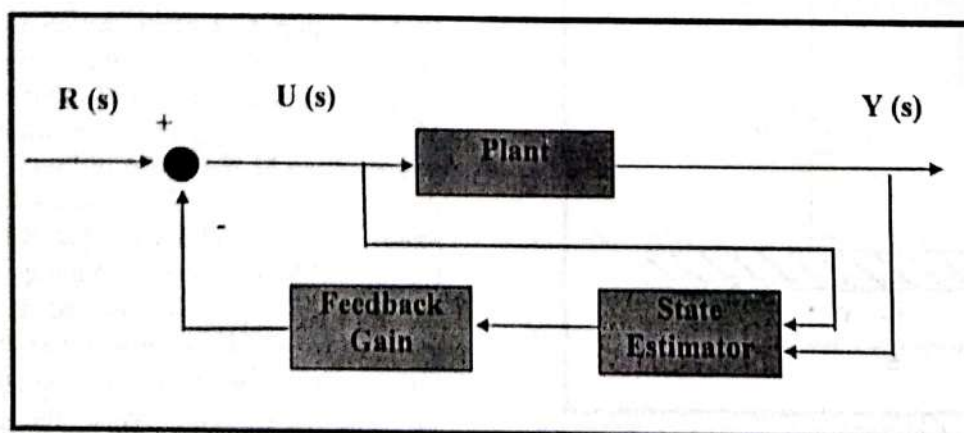 R (s)
+
U (s)
Y (s)
Plant
-
Feedback
Gain
State
Estimator